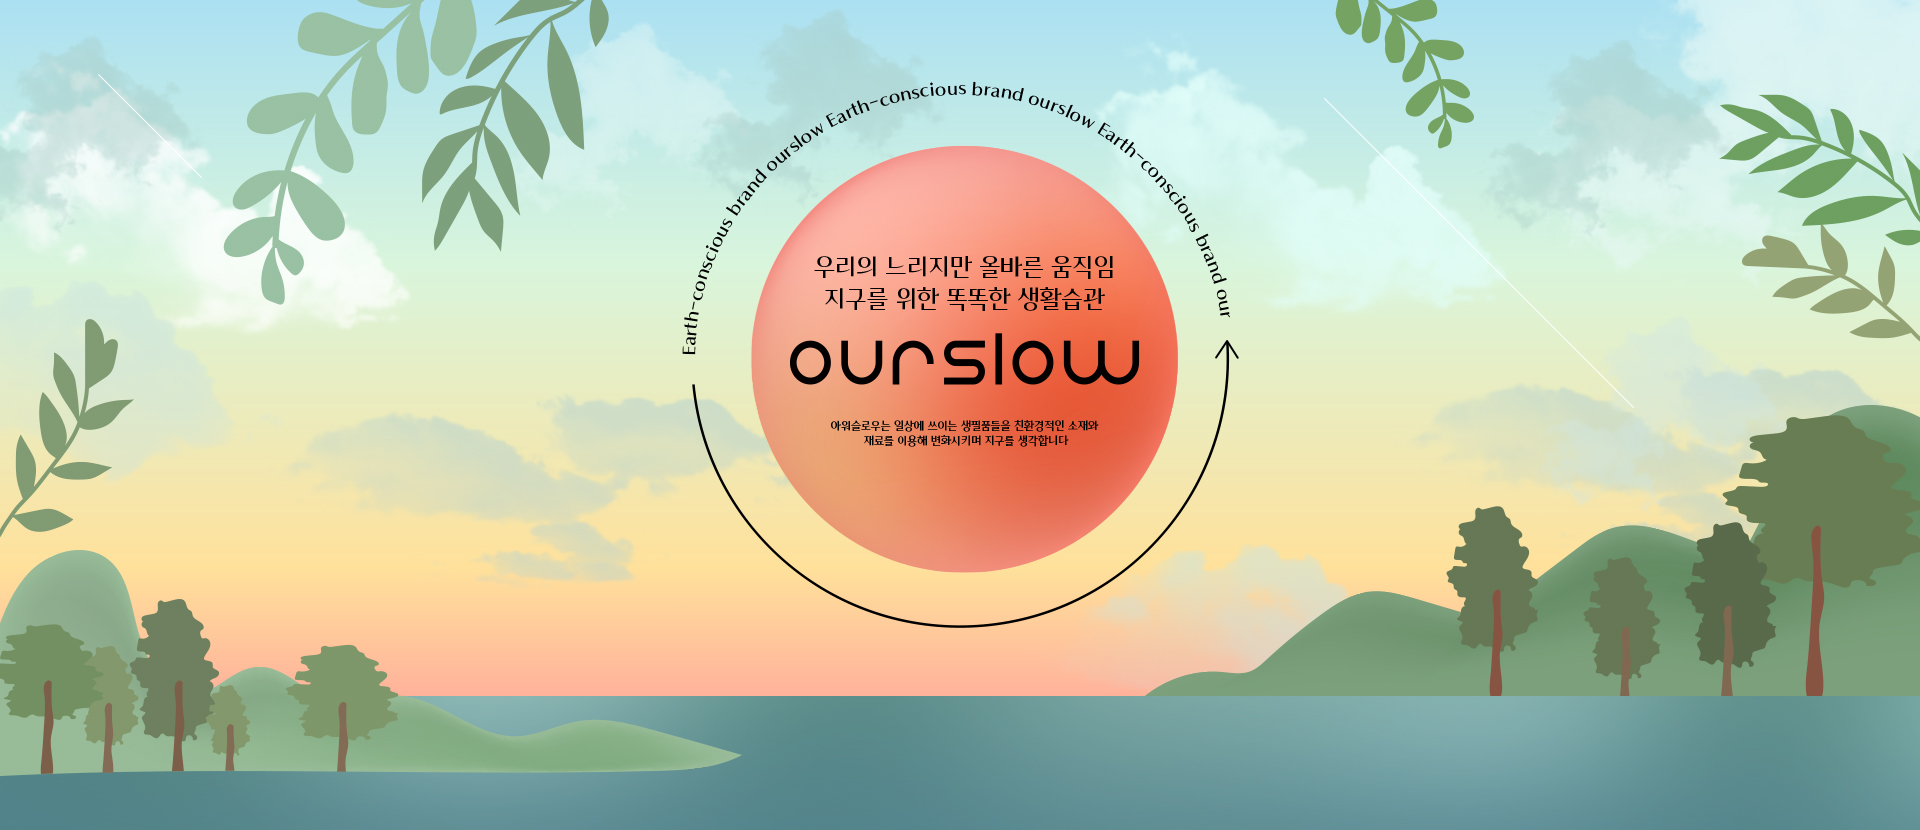 Earth-conscious brand ourslow Earth-conscious brand ourslow Earth-conscious brand our
우리의 느리지만 올바른 움직임
지구를 위한 똑똑한 생활습관
ourslow
아워슬로우는 일상에 쓰이는 생필품들을 친환경적인 소재와
재료를 이용해 변화시키며 지구를 생각합니다